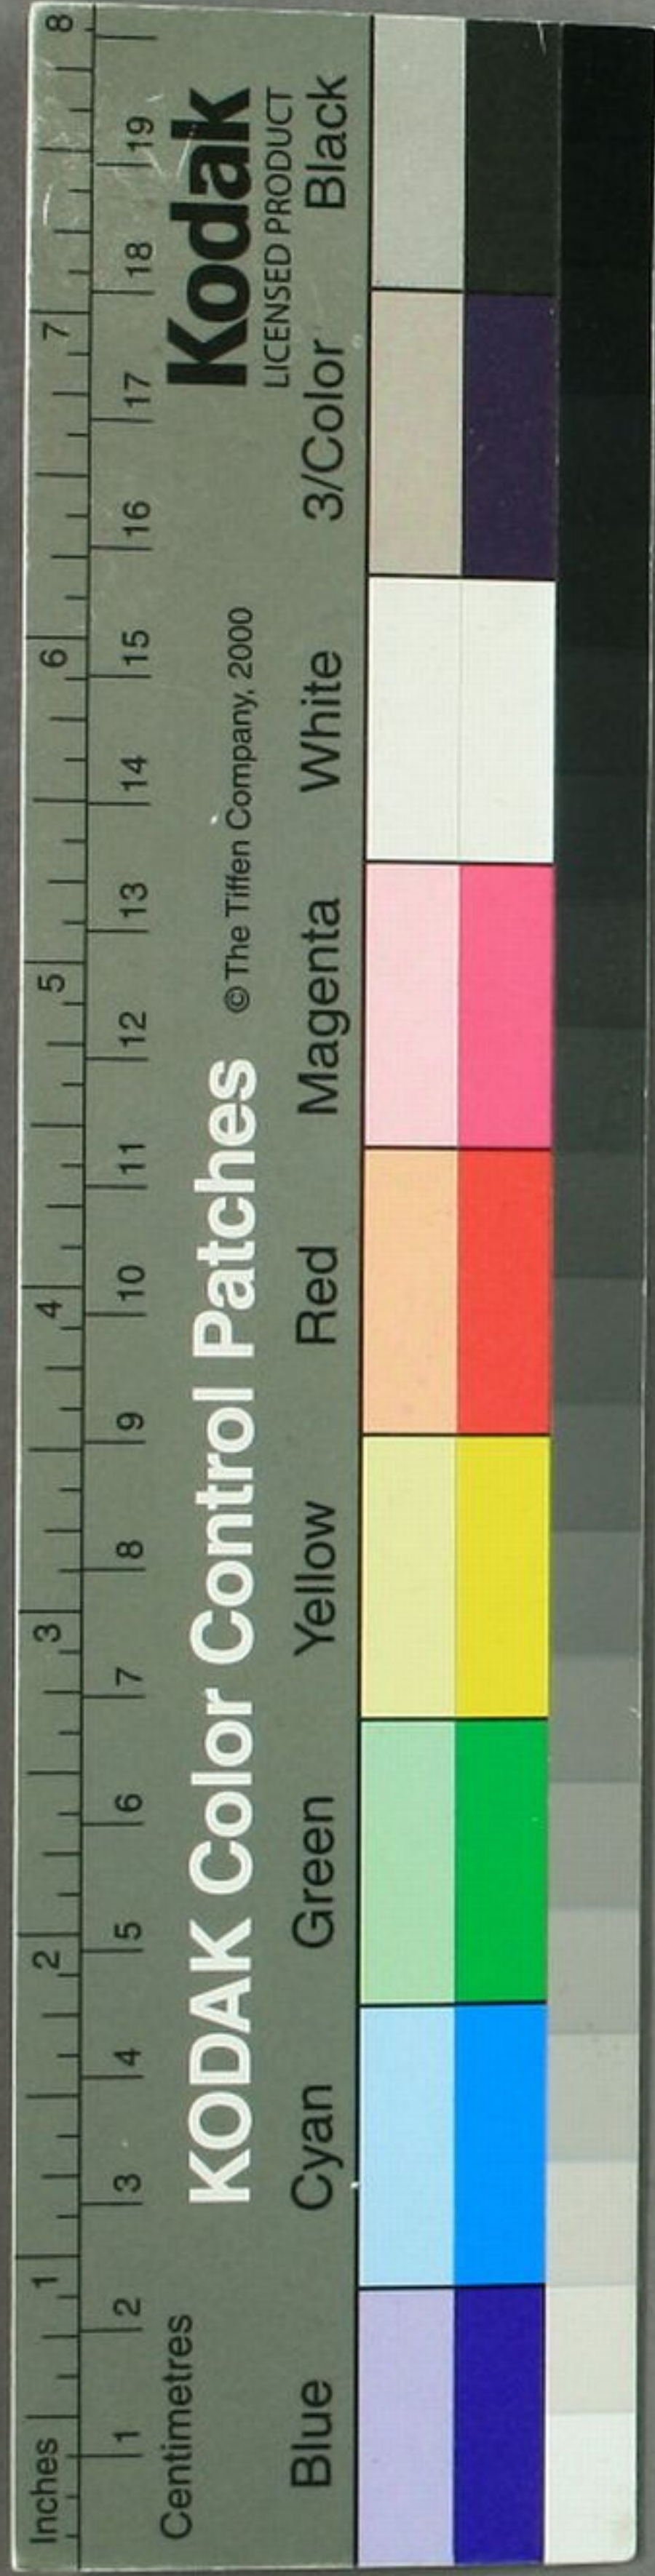 Inches 1 2 3 4 5 6 7 8
1 2 3 4 5 6 7 8 9 10 11 12 13 14 15 16 17 18 19
Centimetres
KODAK Color Control Patches © The Tiffen Company, 2000 Kodak
LICENSED PRODUCT
Blue Cyan Green Yellow Red Magenta White 3/Color Black